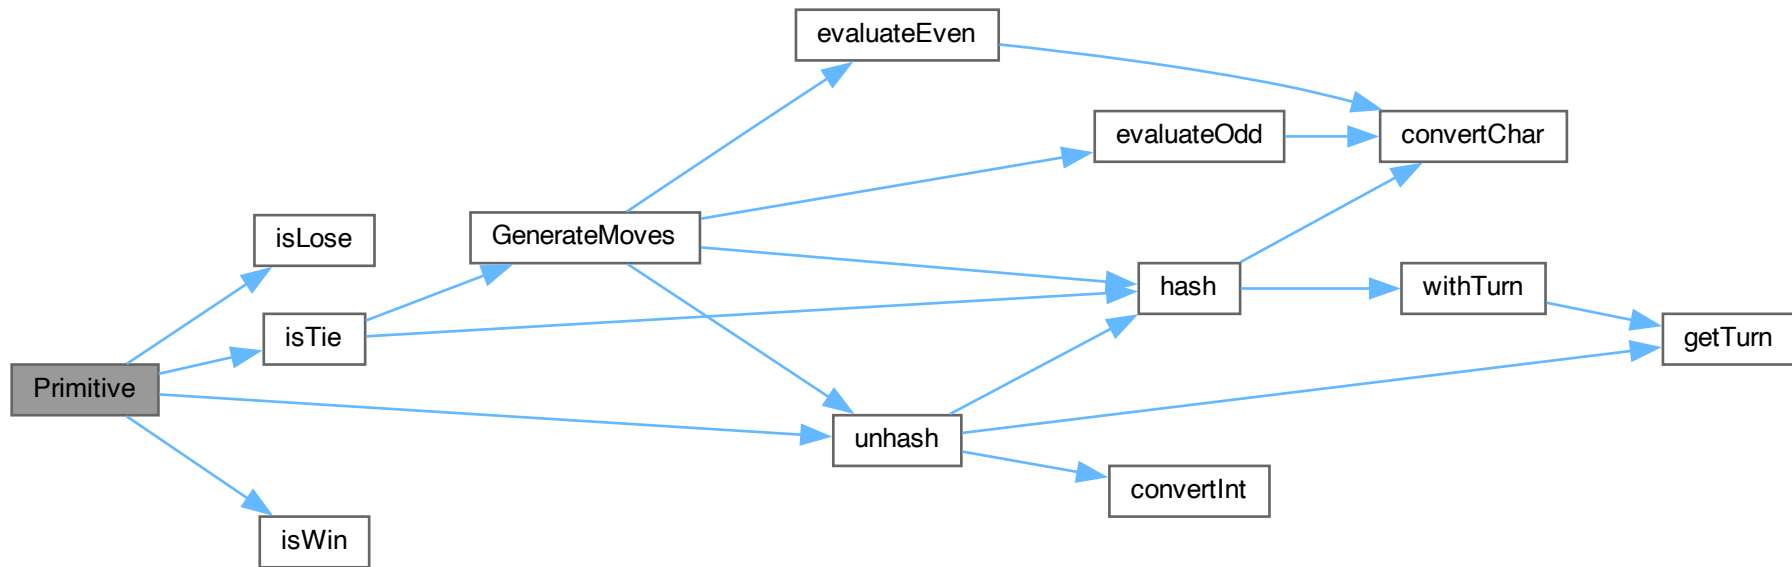 evaluateEven
evaluateOdd
convertChar
GenerateMoves
isLose
hash
withTurn
isTie
getTurn
Primitive
unhash
convertInt
isWin